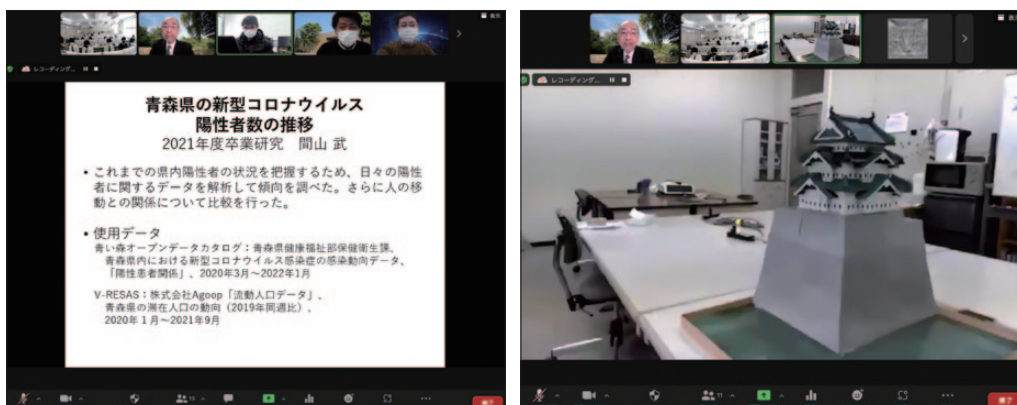 表示
レコーディング...
青森県の新型コロナウイルス
陽性者数の推移
2021年度卒業研究 間山 武
• これまでの県内陽性者の状況を把握するため、日々の陽性
者に関するデータを解析して傾向を調べた。さらに人の移
動との関係について比較を行った。
• 使用データ
青い森オープンデータカタログ：青森県健康福祉部保健衛生課、
青森県内における新型コロナウイルス感染症の感染動向データ、
「陽性患者関係」、2020年3月～2022年1月
V-RESAS：株式会社Agoop「流動人口データ」、
青森県の滞在人口の動向（2019年同週比）、
2020年１月～2021年9月
13
終了
レコーディング...
11
終了